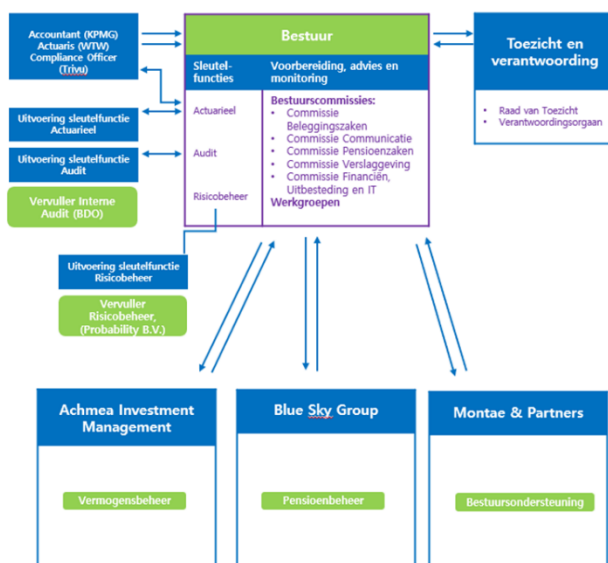 Accountant (KPMG)
Actuaris (WTW)
Compliance Officer
(Trivu)
Bestuur
Toezicht en
verantwoording
Sleutel-
functies
Voorbereiding, advies en
monitoring
Actuarieel
Audit
Risicobeheer
Bestuurscommissies:
• Commissie
Beleggingszaken
• Commissie Communicatie
• Commissie Pensioenzaken
• Commissie Verslaggeving
• Commissie Financiën,
Uitbesteding en IT
Werkgroepen
• Raad van Toezicht
• Verantwoordingsorgaan
Uitvoering sleutelfunctie
Actuarieel
Uitvoering sleutelfunctie
Audit
Vervuller Interne
Audit (BDO)
Uitvoering sleutelfunctie
Risicobeheer
Vervuller
Risicobeheer,
(Probability B.V.)
Achmea Investment
Management
Vermogensbeheer
Blue Sky Group
Pensioenbeheer
Montae & Partners
Bestuursondersteuning